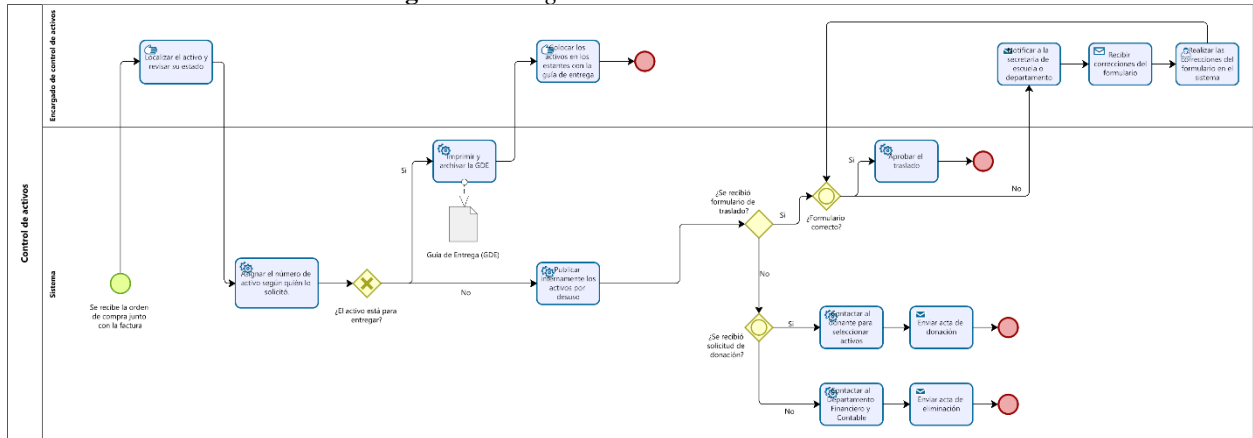 Control de activos
Encargado de control de activos
Localizar el activo y
revisar su estado
Colocar los
activos en los
estantes con la
guía de entrega
Notificar a la
secretaria de
escuela o
departamento
Recibir
correcciones del
formulario
Realizar las
correcciones del
formulario en el
sistema
Sistema
Se recibe la orden
de compra junto
con la factura
Asignar el número de
activo según quién lo
solicitó.
¿El activo está para
entregar?
Si
Imprimir y
archivar la GDE
Guía de Entrega (GDE)
No
Publicar
internamente los
activos por
desuso
¿Se recibió
formulario de
traslado?
Si
¿Formulario
correcto?
Si
Aprobar el
traslado
No
No
¿Se recibió
solicitud de
donación?
Si
Contactar al
donante para
seleccionar
activos
Enviar acta de
donación
No
Contactar al
Departamento
Financiero y
Contable
Enviar acta de
eliminación